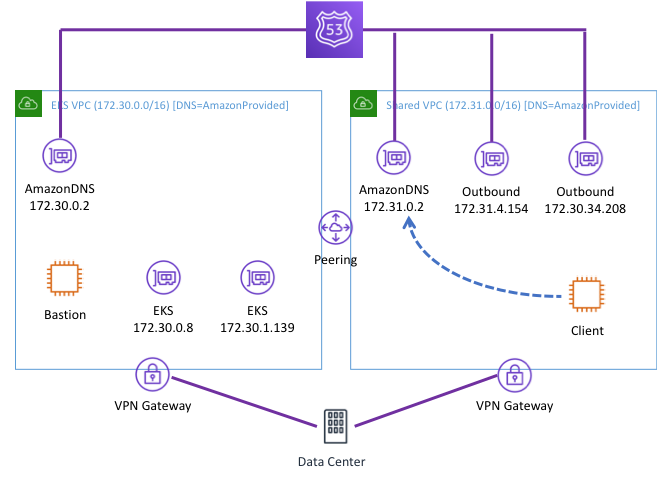 53
EKS VPC (172.30.0.0/16) [DNS=AmazonProvided]
Shared VPC (172.31.0.0/16) [DNS=AmazonProvided]
AmazonDNS
172.30.0.2
AmazonDNS
172.31.0.2
Outbound
172.31.4.154
Outbound
172.30.34.208
Peering
Bastion
EKS
172.30.0.8
EKS
172.30.1.139
Client
VPN Gateway
VPN Gateway
Data Center